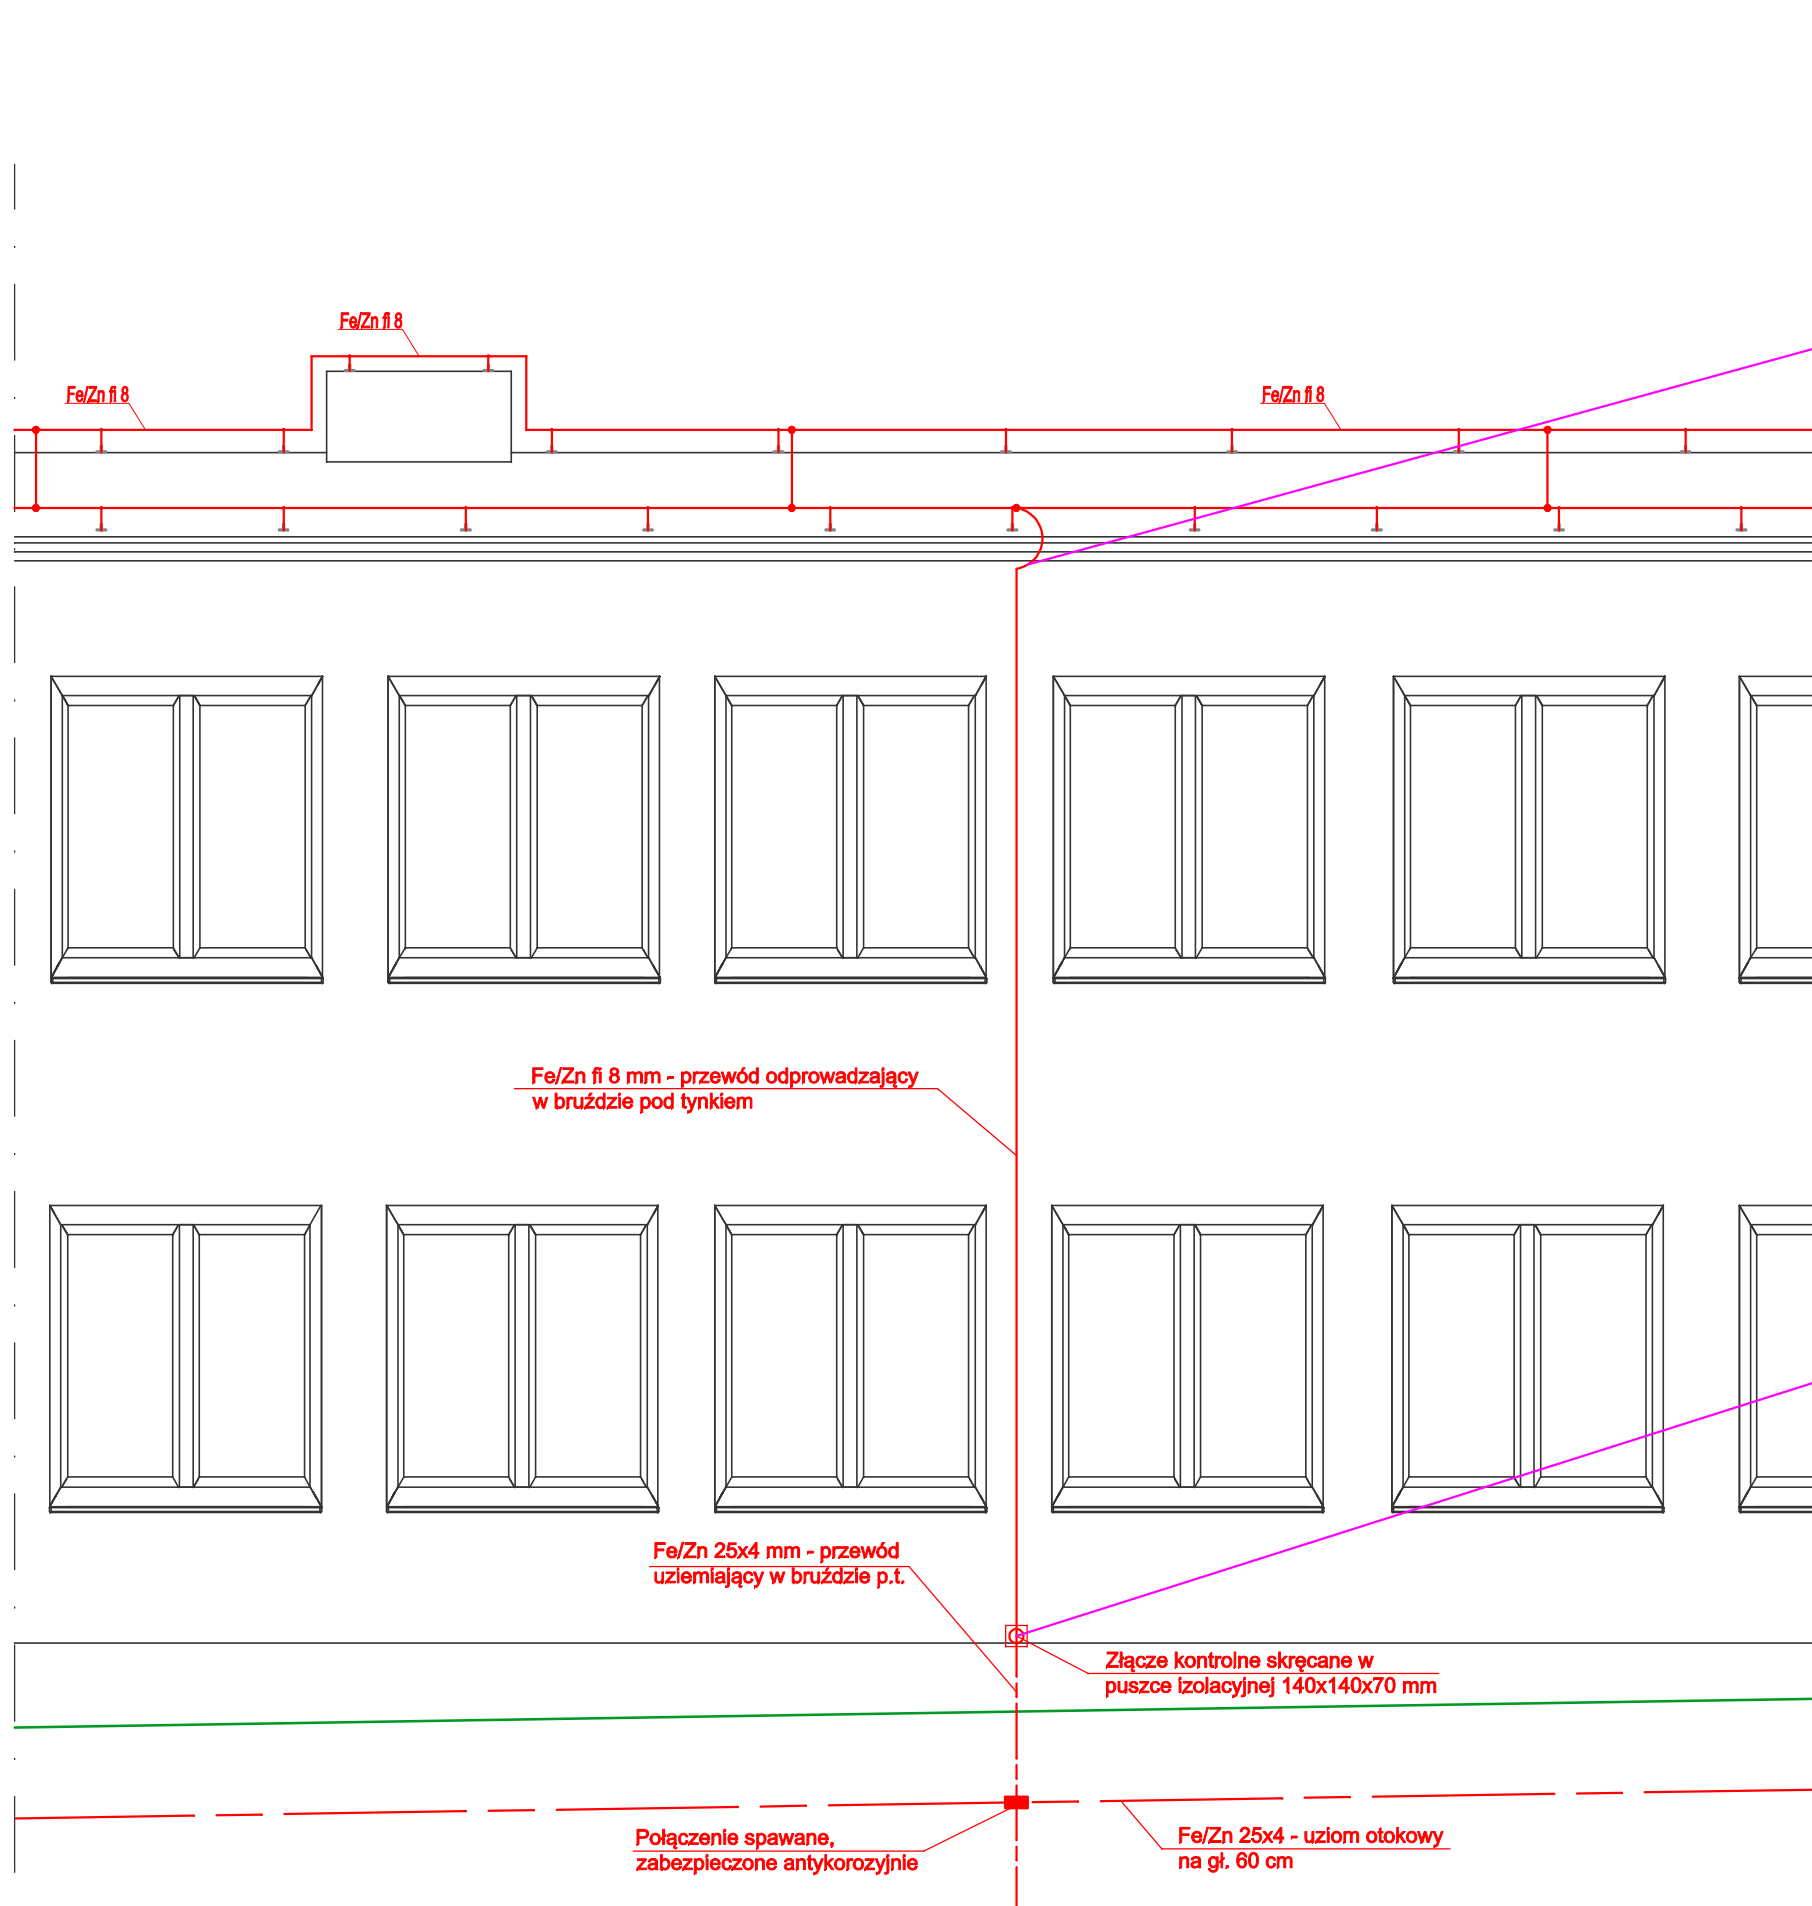 Fe/Zn fi 8
Fe/Zn fi 8
Fe/Zn fi 8
Fe/Zn fi 8 mm - przewód odprowadzający
w bruździe pod tynkiem
Fe/Zn 25x4 mm - przewód
uziemiający w bruździe p.t.
Złącze kontrolne skręcane w
puszce izolacyjnej 140x140x70 mm
Połączenie spawane,
zabezpieczone antykorozyjnie
Fe/Zn 25x4 - uziom otokowy
na gł. 60 cm